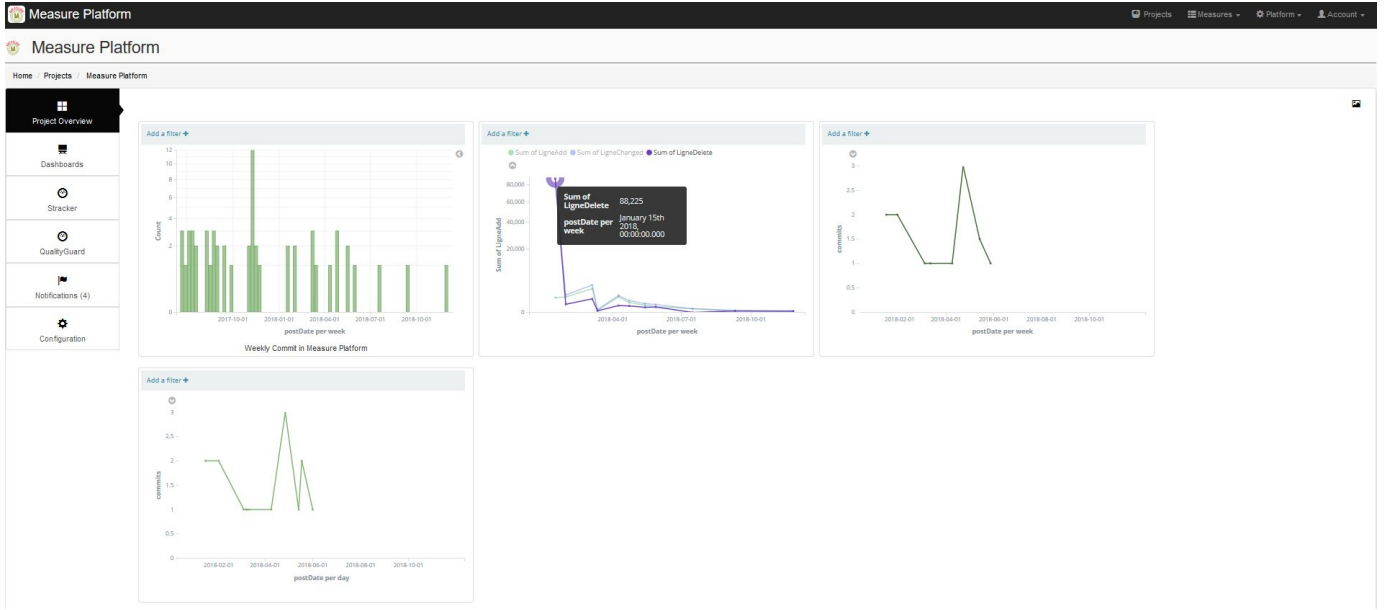 Measure Platform
Projects Measures Platform Account
Measure Platform
Home / Projects / Measure Platform
Project Overview
Dashboards
Stracker
QualityGuard
Notifications (4)
Configuration
Add a filter +
12
10
8
6
4
2
0
Count
2017-10-01 2018-01-01 2018-04-01 2018-07-01 2018-10-01
postDate per week
Weekly Commit in Measure Platform
Add a filter +
Sum of LigneAdd Sum of LigneChanged Sum of LigneDelete
80,000
60,000
40,000
20,000
0
Sum of LigneApp
Sum of
LigneDelete 88,225
postDate per
week
January 15th
2018,
00:00:00.000
2018-04-01 2018-07-01 2018-10-01
postDate per week
Add a filter +
3
2.5
2
1.5
1
0.5
0
commits
2018-02-01 2018-04-01 2018-06-01 2018-08-01 2018-10-01
postDate per week
Add a filter +
3
2.5
2
1.5
1
0.5
0
commits
2018-02-01 2018-04-01 2018-06-01 2018-08-01 2018-10-01
postDate per day